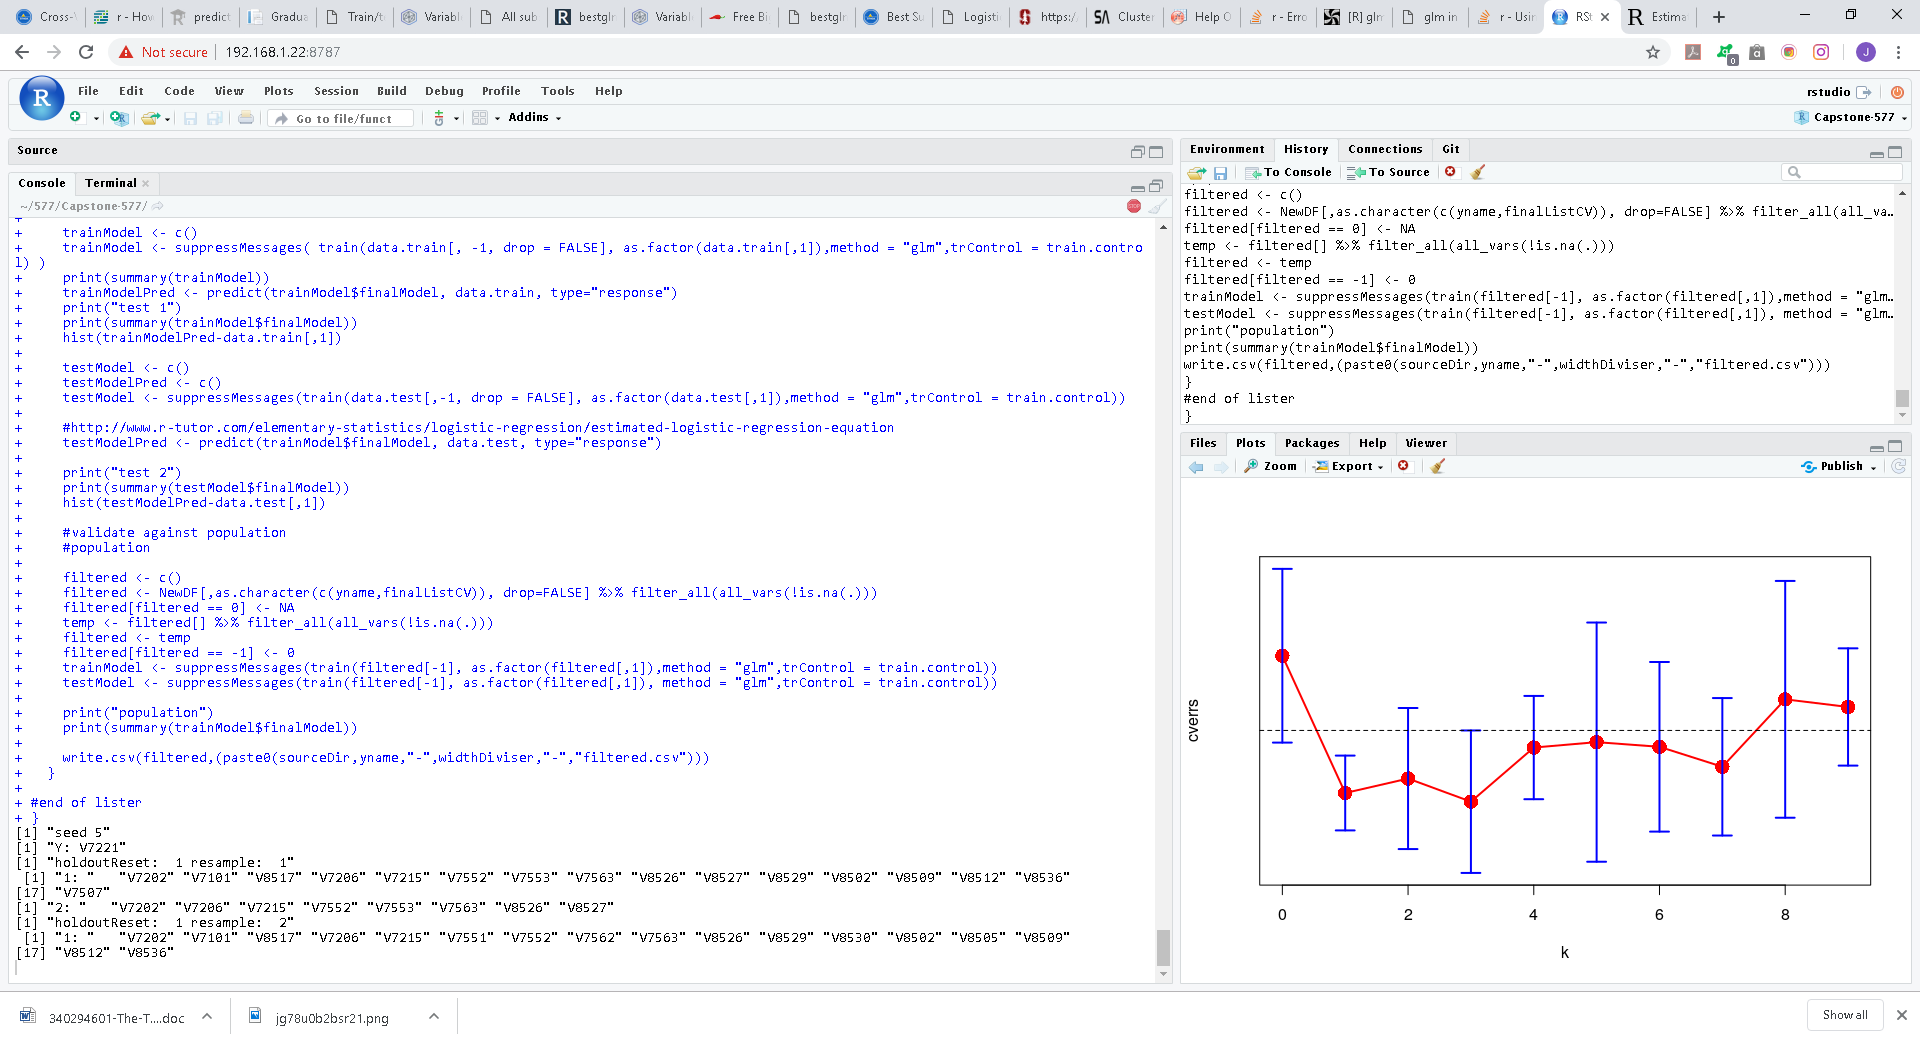 Cross-V
r - Hov
predict
Gradua
Train/t
Variabl
All sub
bestglr
Variabl
Free Bi
bestglr
Best Su
Logisti
https:/
Cluster
Help O
r - Erro
[R] glm
glm in
r - Usin
RSt
Estima
Not secure | 192.168.1.22:8787
File Edit Code View Plots Session Build Debug Profile Tools Help
rstudio
Go to file/funct
Addins
Capstone-577
Source
Console Terminal
~/577/Capstone-577/
+
+     trainModel <- c()
+     trainModel <- suppressMessages( train(data.train[, -1, drop = FALSE], as.factor(data.train[,1]),method = "glm",trControl = train.contro
l) )
+     print(summary(trainModel))
+     trainModelPred <- predict(trainModel$finalModel, data.train, type="response")
+     print("test 1")
+     print(summary(trainModel$finalModel))
+     hist(trainModelPred-data.train[,1])
+
+     testModel <- c()
+     testModelPred <- c()
+     testModel <- suppressMessages(train(data.test[,-1, drop = FALSE], as.factor(data.test[,1]),method = "glm",trControl = train.control))
+
+     #http://www.r-tutor.com/elementary-statistics/logistic-regression/estimated-logistic-regression-equation
+     testModelPred <- predict(trainModel$finalModel, data.test, type="response")
+
+     print("test 2")
+     print(summary(testModel$finalModel))
+     hist(testModelPred-data.test[,1])
+
+     #validate against population
+     #population
+
+     filtered <- c()
+     filtered <- NewDF[,as.character(c(yname,finalListCV)), drop=FALSE] %>% filter_all(all_vars(!is.na(.)))
+     filtered[filtered == 0] <- NA
+     temp <- filtered[] %>% filter_all(all_vars(!is.na(.)))
+     filtered <- temp
+     filtered[filtered == -1] <- 0
+     trainModel <- suppressMessages(train(filtered[-1], as.factor(filtered[,1]),method = "glm",trControl = train.control))
+     testModel <- suppressMessages(train(filtered[-1], as.factor(filtered[,1]), method = "glm",trControl = train.control))
+
+     print("population")
+     print(summary(trainModel$finalModel))
+
+     write.csv(filtered,(paste0(sourceDir,yname,"-",widthDiviser,"-","filtered.csv")))
+   }
+
+ #end of lister
+ }
[1] "seed 5"
[1] "Y: V7221"
[1] "holdoutReset:  1 resample:  1"
 [1] "1: "   "V7202" "V7101" "V8517" "V7206" "V7215" "V7552" "V7553" "V7563" "V8526" "V8527" "V8529" "V8502" "V8509" "V8512" "V8536"
[17] "V7507"
[1] "2: "   "V7202" "V7206" "V7215" "V7552" "V7553" "V7563" "V8526" "V8527"
[1] "holdoutReset:  1 resample:  2"
 [1] "1: "   "V7202" "V7101" "V8517" "V7206" "V7215" "V7551" "V7552" "V7562" "V7563" "V8526" "V8529" "V8530" "V8502" "V8505" "V8509"
[17] "V8512" "V8536"
Environment History Connections Git
To Console To Source
filtered <- c()
filtered <- NewDF[,as.character(c(yname,finalListCV)), drop=FALSE] %>% filter_all(all_va…
filtered[filtered == 0] <- NA
temp <- filtered[] %>% filter_all(all_vars(!is.na(.)))
filtered <- temp
filtered[filtered == -1] <- 0
trainModel <- suppressMessages(train(filtered[-1], as.factor(filtered[,1]),method = "glm…
testModel <- suppressMessages(train(filtered[-1], as.factor(filtered[,1]), method = "glm…
print("population")
print(summary(trainModel$finalModel))
write.csv(filtered,(paste0(sourceDir,yname,"-",widthDiviser,"-","filtered.csv")))
}
#end of lister
}
Files Plots Packages Help Viewer
Zoom Export Publish
cverrs
0 2 4 6 8
k
340294601-The-T....doc
jg78u0b2bsr21.png
Show all